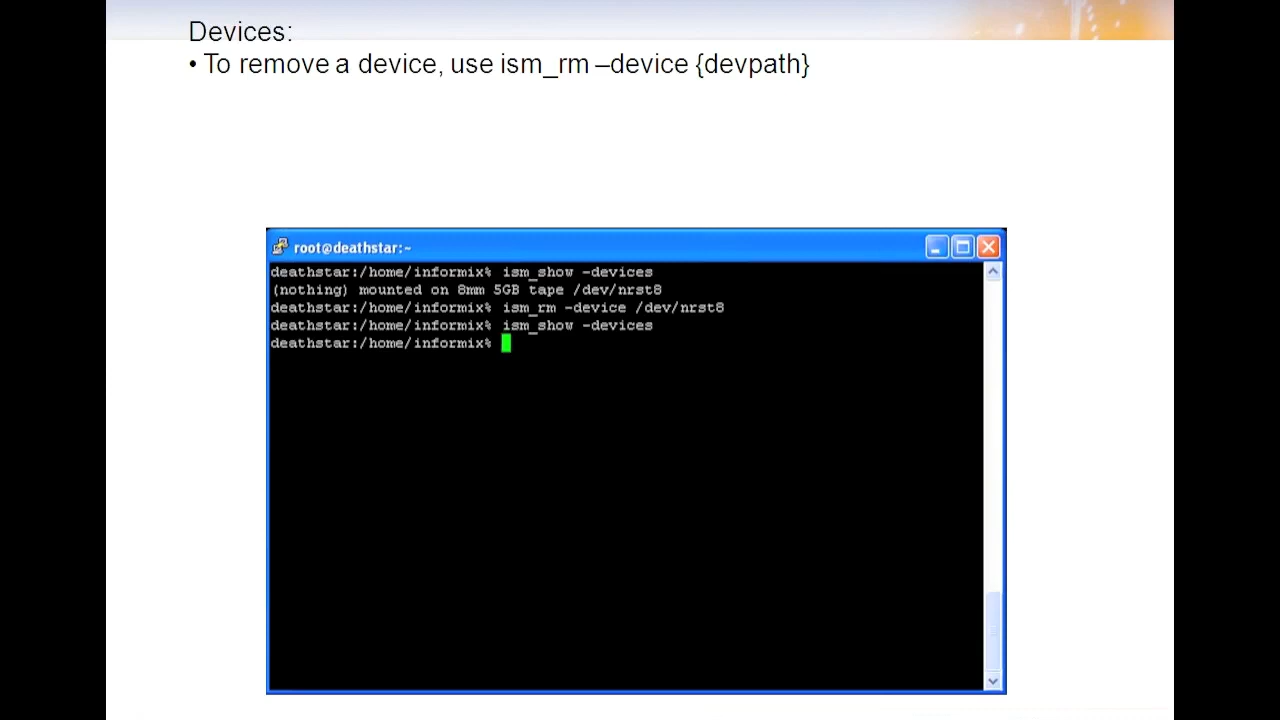 Devices:
• To remove a device, use ism_rm –device {devpath}
root@deathstar:~
deathstar:/home/informix% ism_show -devices
(nothing) mounted on 8mm 5GB tape /dev/nrst8
deathstar:/home/informix% ism_rm -device /dev/nrst8
deathstar:/home/informix% ism_show -devices
deathstar:/home/informix%